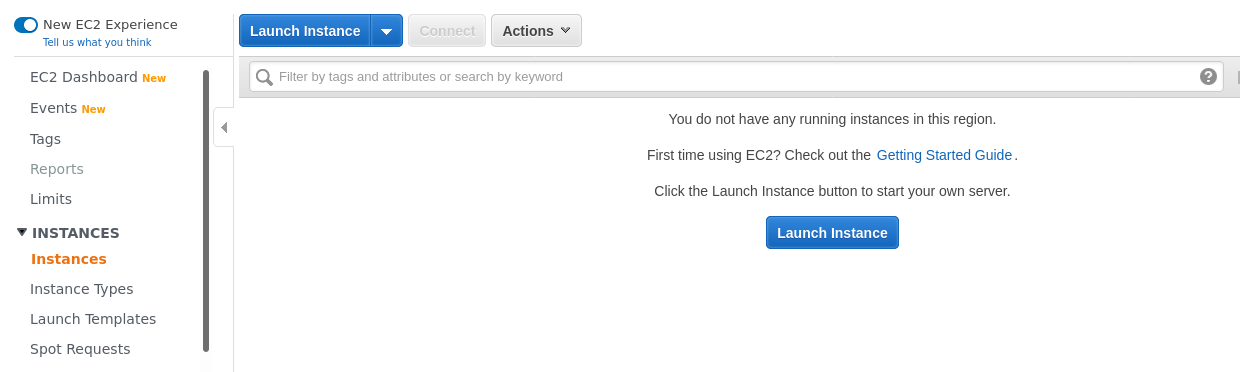 New EC2 Experience
Tell us what you think
EC2 Dashboard New
Events New
Tags
Reports
Limits
INSTANCES
Instances
Instance Types
Launch Templates
Spot Requests
Launch Instance
Connect
Actions
Filter by tags and attributes or search by keyword
?
You do not have any running instances in this region.
First time using EC2? Check out the Getting Started Guide.
Click the Launch Instance button to start your own server.
Launch Instance